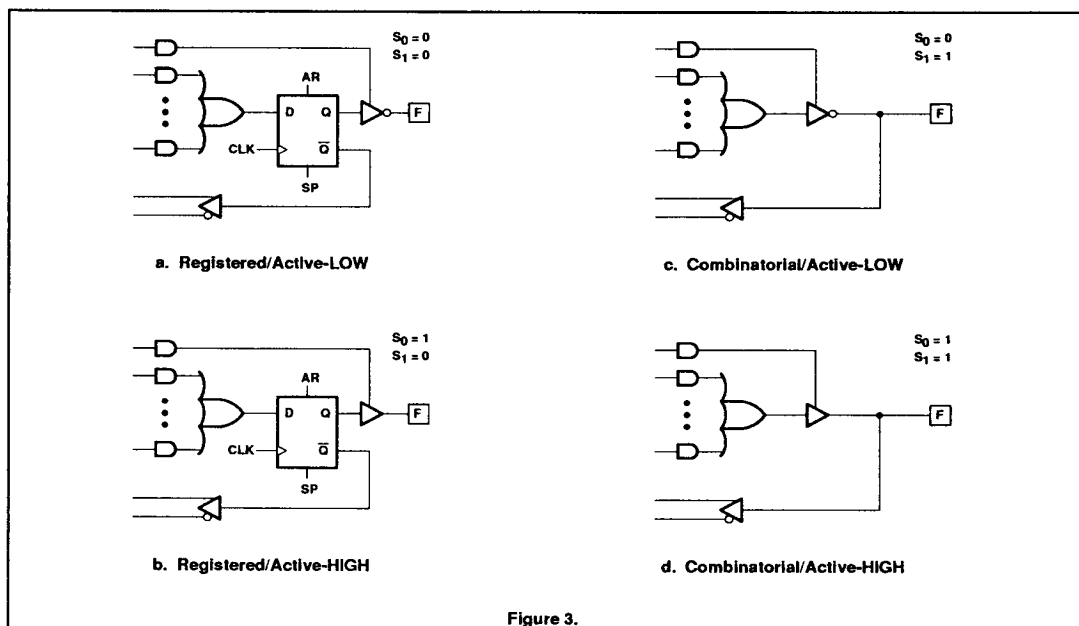 S0 = 0
S1 = 0
AR
D Q
F
CLK Q̅
SP
a. Registered/Active-LOW
S0 = 0
S1 = 1
F
c. Combinatorial/Active-LOW
S0 = 1
S1 = 0
AR
D Q
F
CLK Q̅
SP
b. Registered/Active-HIGH
S0 = 1
S1 = 1
F
d. Combinatorial/Active-HIGH
Figure 3.